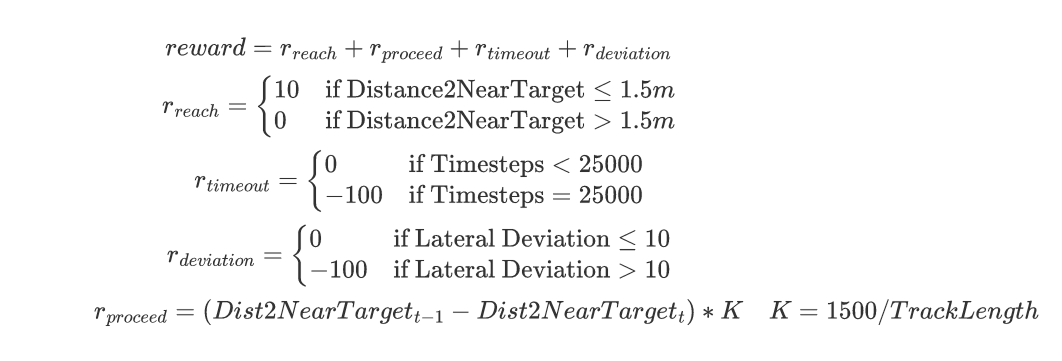 reward = r_reach + r_proceed + r_timeout + r_deviation
r_reach = { 10 if Distance2NearTarget ≤ 1.5m
0 if Distance2NearTarget > 1.5m
r_timeout = { 0 if Timesteps < 25000
−100 if Timesteps = 25000
r_deviation = { 0 if Lateral Deviation ≤ 10
−100 if Lateral Deviation > 10
r_proceed = (Dist2NearTarget_{t−1} − Dist2NearTarget_t) * K K = 1500/TrackLength